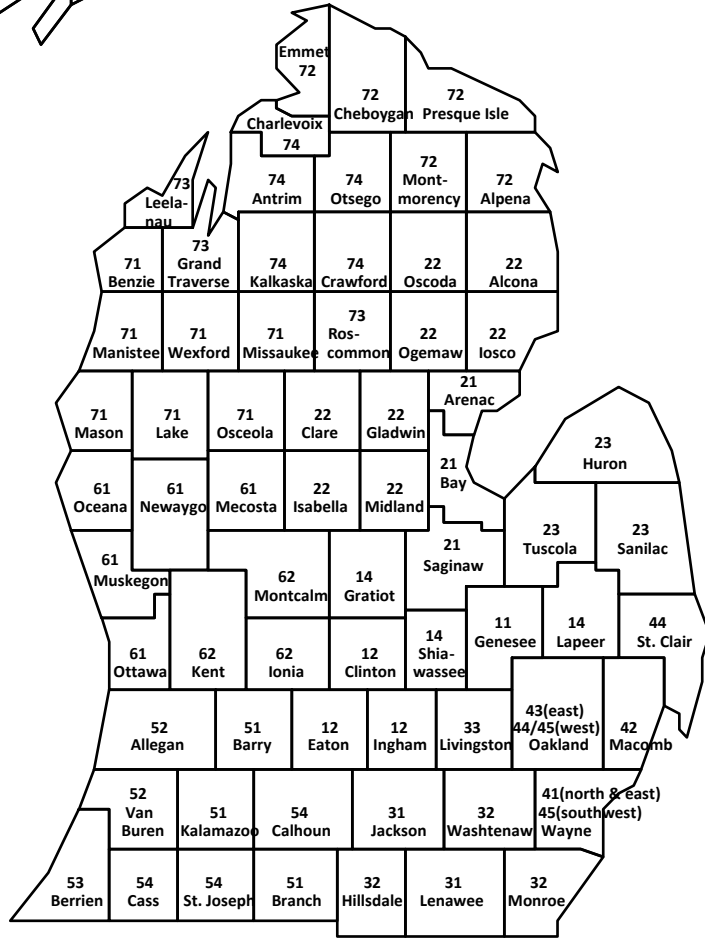 Emmet
72
72
Cheboygan
72
Presque Isle
Charlevoix
74
73
Leela-
nau
74
Antrim
74
Otsego
72
Mont-
morency
72
Alpena
71
Benzie
73
Grand
Traverse
74
Kalkaska
74
Crawford
22
Oscoda
22
Alcona
71
Manistee
71
Wexford
71
Missaukee
73
Ros-
common
22
Ogemaw
22
Iosco
71
Mason
71
Lake
71
Osceola
22
Clare
22
Gladwin
21
Arenac
23
Huron
61
Oceana
61
Newaygo
61
Mecosta
22
Isabella
22
Midland
21
Bay
23
Tuscola
23
Sanilac
61
Muskegon
62
Montcalm
14
Gratiot
21
Saginaw
61
Ottawa
62
Kent
62
Ionia
12
Clinton
14
Shia-
wassee
11
Genesee
14
Lapeer
44
St. Clair
52
Allegan
51
Barry
12
Eaton
12
Ingham
33
Livingston
43(east)
44/45(west)
Oakland
42
Macomb
52
Van
Buren
51
Kalamazoo
54
Calhoun
31
Jackson
32
Washtenaw
41(north & east)
45(southwest)
Wayne
53
Berrien
54
Cass
54
St. Joseph
51
Branch
32
Hillsdale
31
Lenawee
32
Monroe